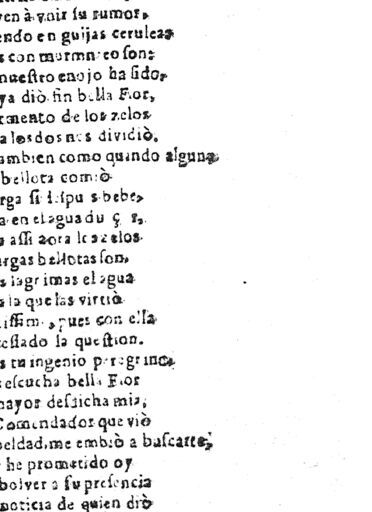 ven à vnir su rumor,
endo en guijas ceruleas
s con murmureo son:
nuestro enojo ha sido,
ya diò fin bella Flor,
rmento de los zelos
a los dos nos dividiò.
ambien como quando alguna
bellota comiò
rga si despues bebe,
a en el agua du
assi aora los zelos
argas bellotas son,
s lagrimas el agua
a la que las virtiò
issim , pues con ella
estado la question.
s tu ingenio peregrino,
escucha bella Flor
mayor desdicha mia,
Comendador que viò
beldad, me embiò a buscarte,
he prometido oy
bolver a su presencia
noticia de quien diò